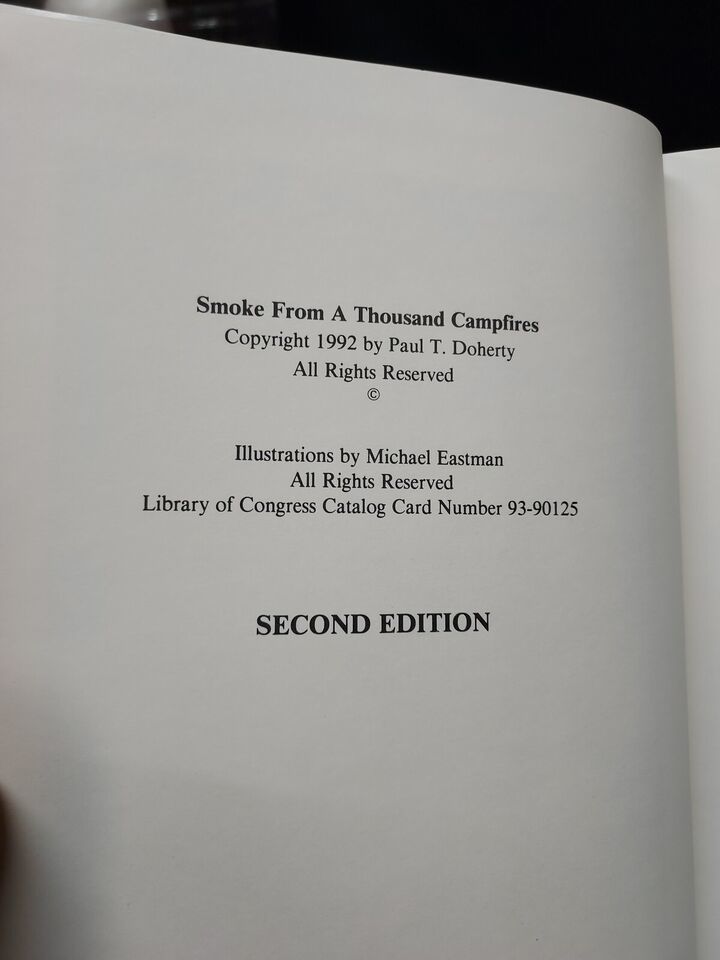 Smoke From A Thousand Campfires
Copyright 1992 by Paul T. Doherty
All Rights Reserved
©
Illustrations by Michael Eastman
All Rights Reserved
Library of Congress Catalog Card Number 93-90125
SECOND EDITION